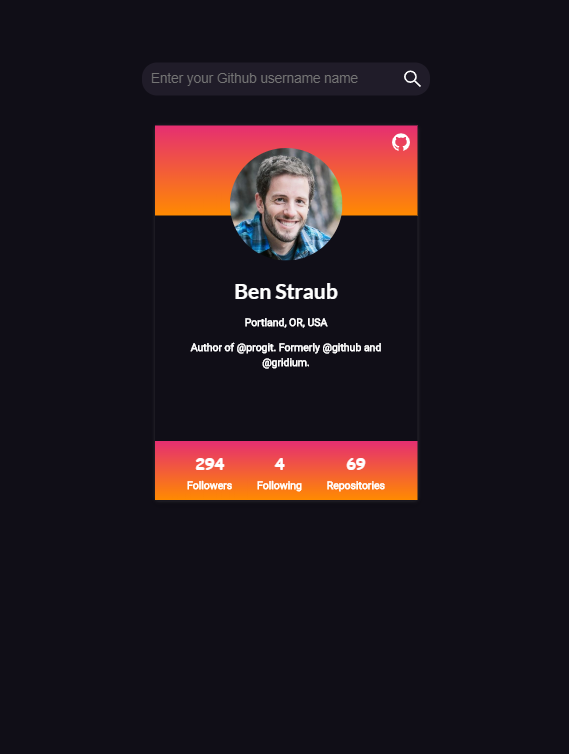 Enter your Github username name
Ben Straub
Portland, OR, USA
Author of @progit. Formerly @github and
@gridium.
294 4 69
Followers Following Repositories